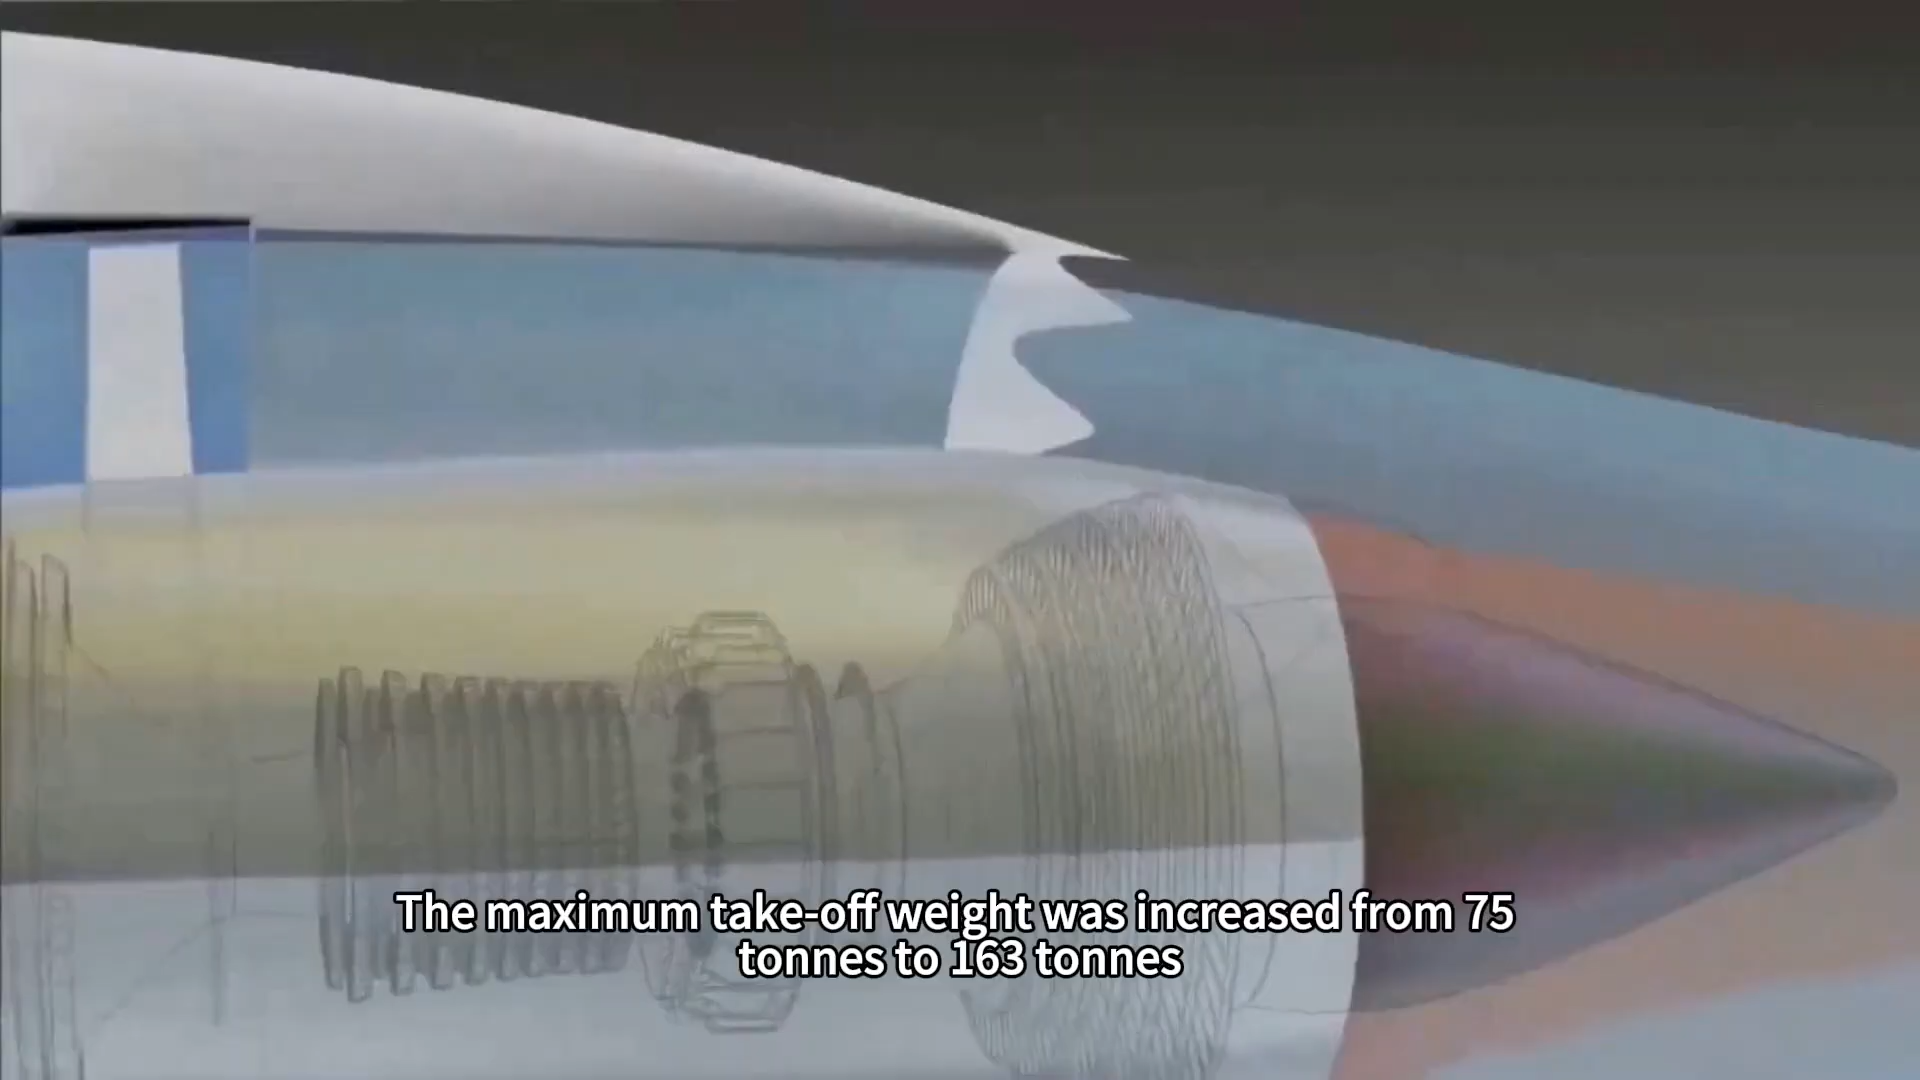 The maximum take-off weight was increased from 75
tonnes to 163 tonnes